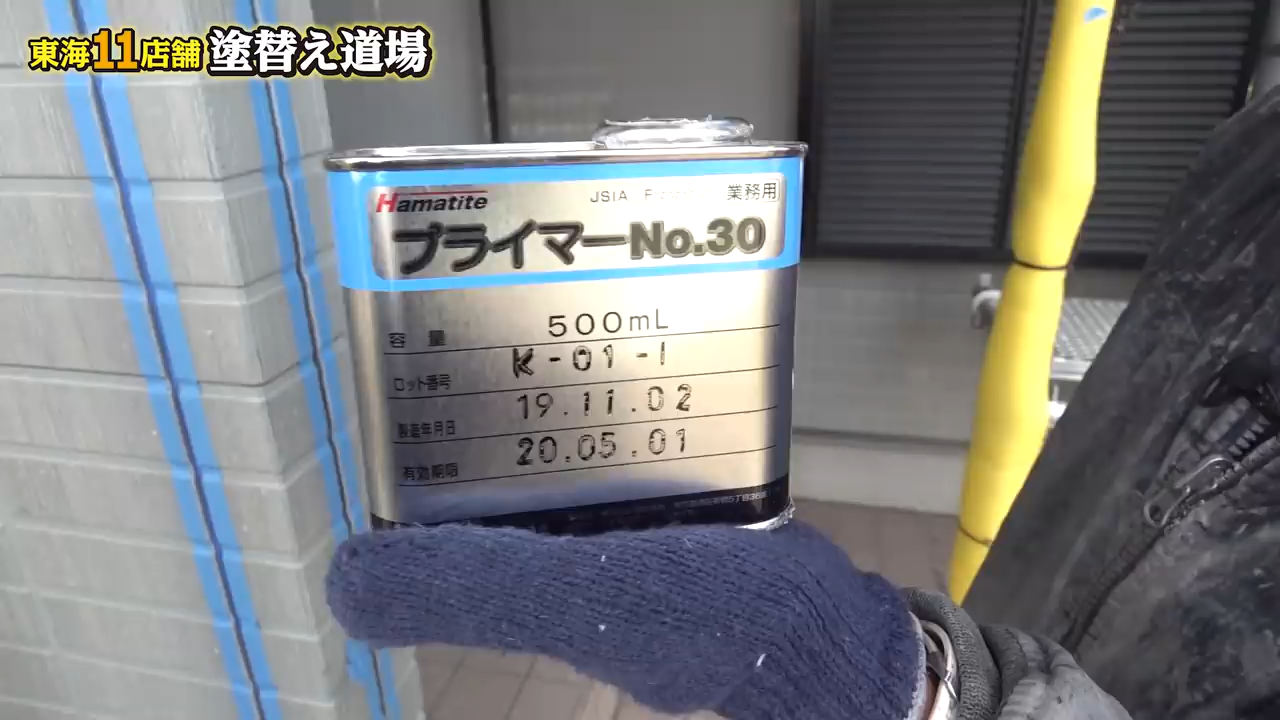 東海11店舗 塗替え道場
Hamatite
JSIA 業務用
プライマーNo.30
容量 500mL
ロット番号 K-01-1
製造年月日 19.11.02
有効期限 20.05.01